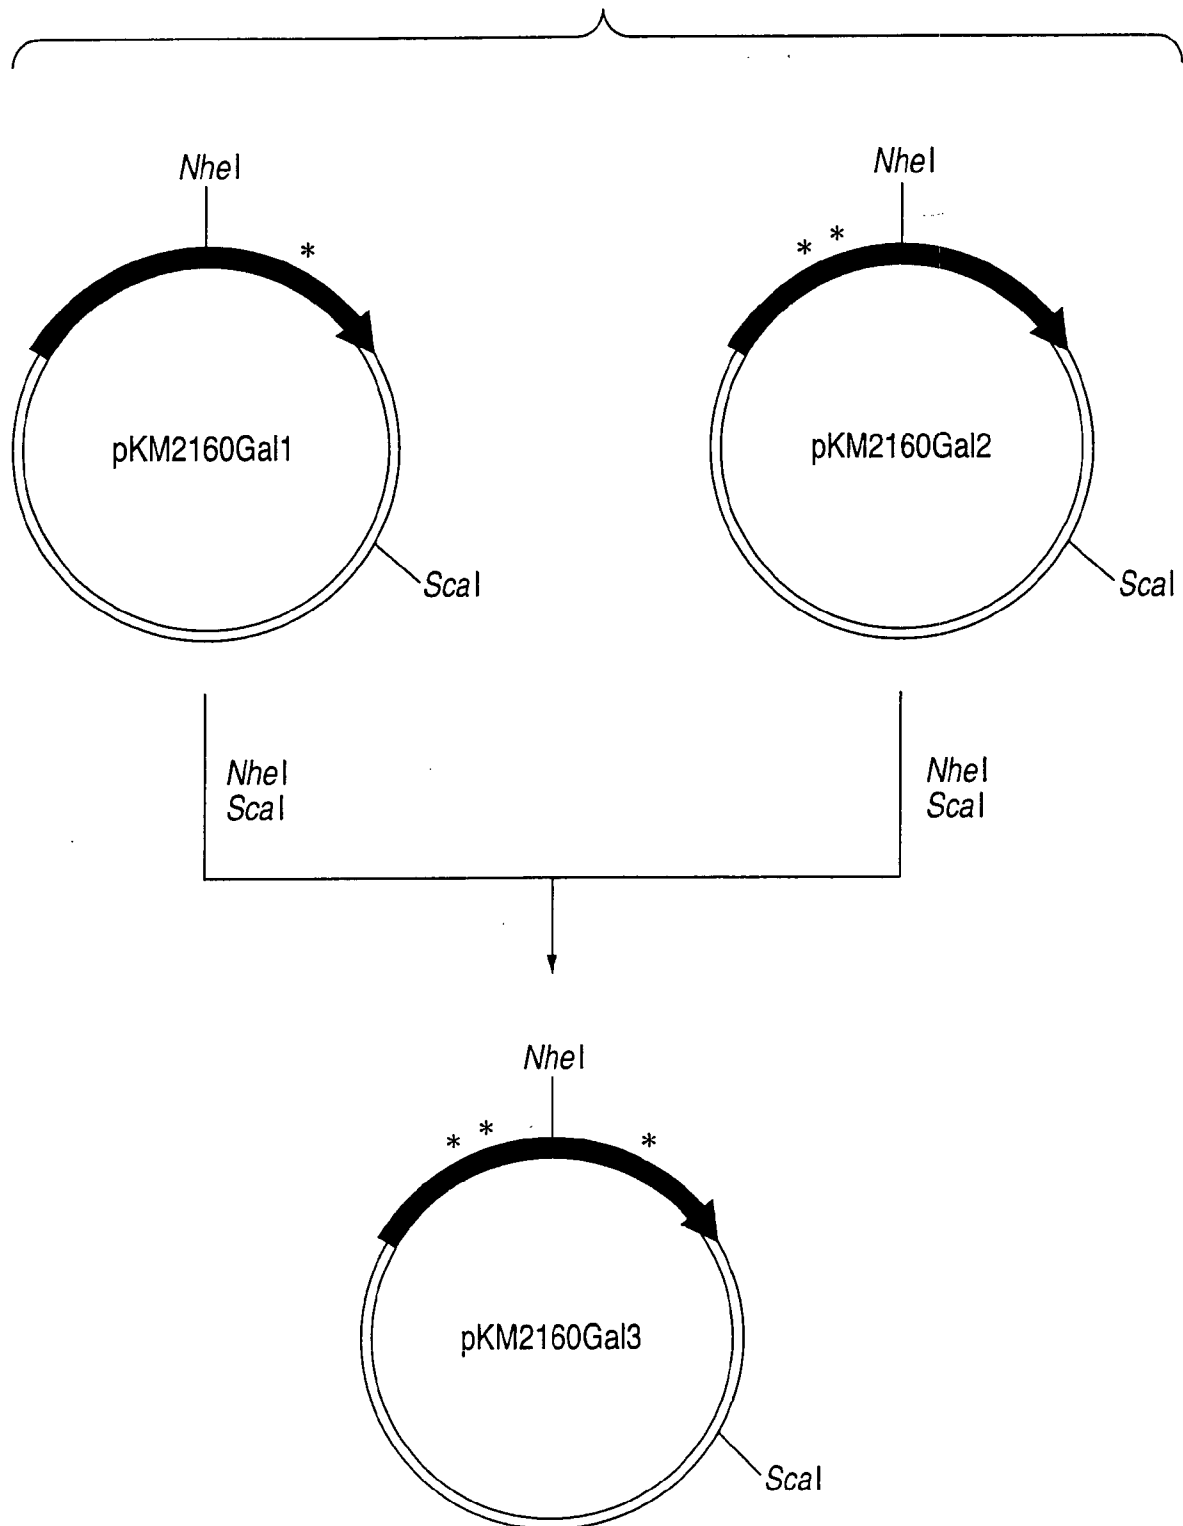 NheI
*
NheI
* *
pKM2160Gal1
pKM2160Gal2
ScaI
ScaI
NheI
ScaI
NheI
ScaI
NheI
* *
*
pKM2160Gal3
ScaI